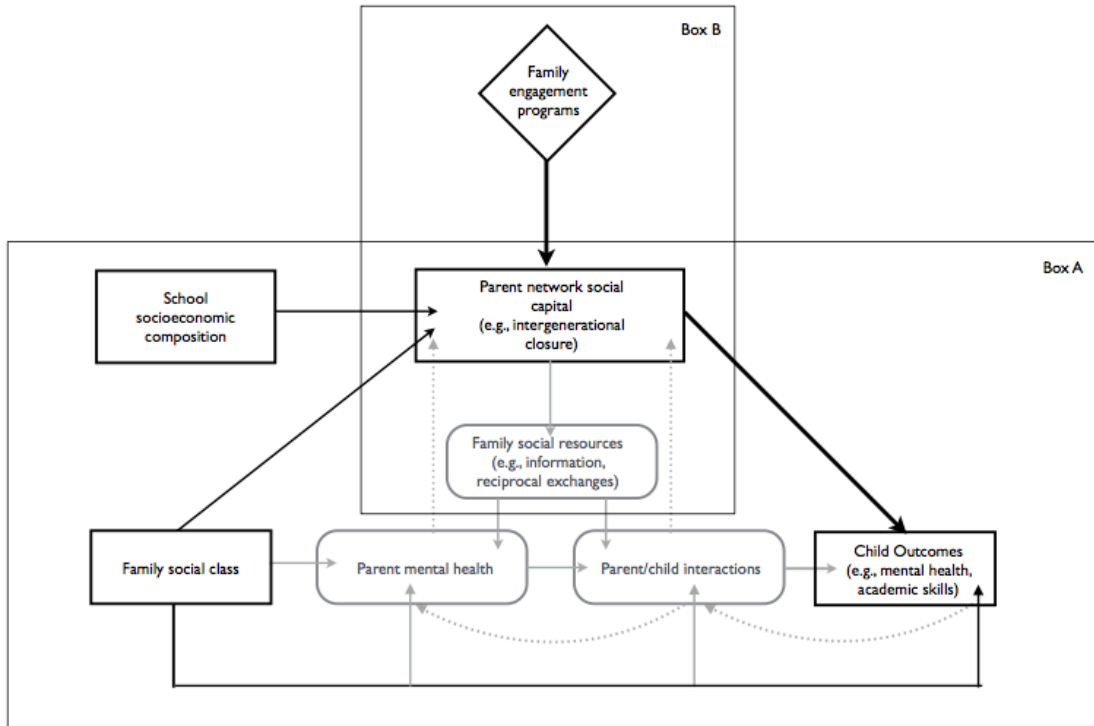 Box B
Family
engagement
programs
Box A
School
socioeconomic
composition
Parent network social
capital
(e.g., intergenerational
closure)
Family social resources
(e.g., information,
reciprocal exchanges)
Family social class
Parent mental health
Parent/child interactions
Child Outcomes
(e.g., mental health,
academic skills)